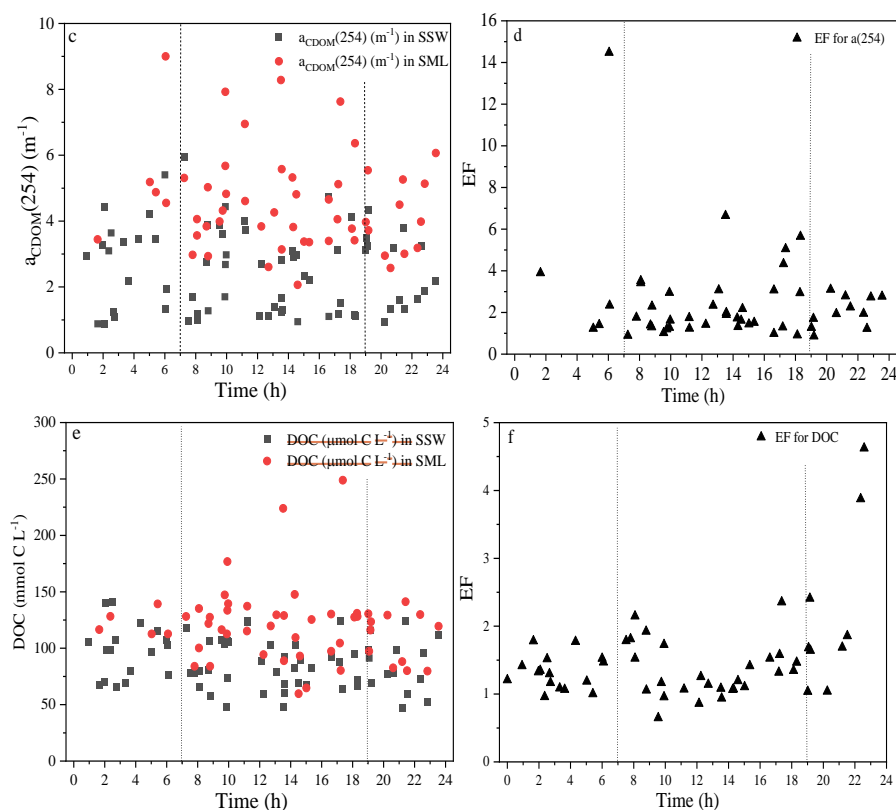 c
a_CDOM(254) (m⁻¹) in SSW
a_CDOM(254) (m⁻¹) in SML
10
8
6
4
2
0
a_CDOM(254) (m⁻¹)
0 2 4 6 8 10 12 14 16 18 20 22 24
Time (h)
d
EF for a(254)
16
14
12
10
8
6
4
2
0
EF
0 2 4 6 8 10 12 14 16 18 20 22 24
Time (h)
e
DOC (μmol C L⁻¹) in SSW
DOC (μmol C L⁻¹) in SML
300
250
200
150
100
50
0
DOC (mmol C L⁻¹)
0 2 4 6 8 10 12 14 16 18 20 22 24
Time (h)
f
EF for DOC
5
4
3
2
1
0
EF
0 2 4 6 8 10 12 14 16 18 20 22 24
Time (h)